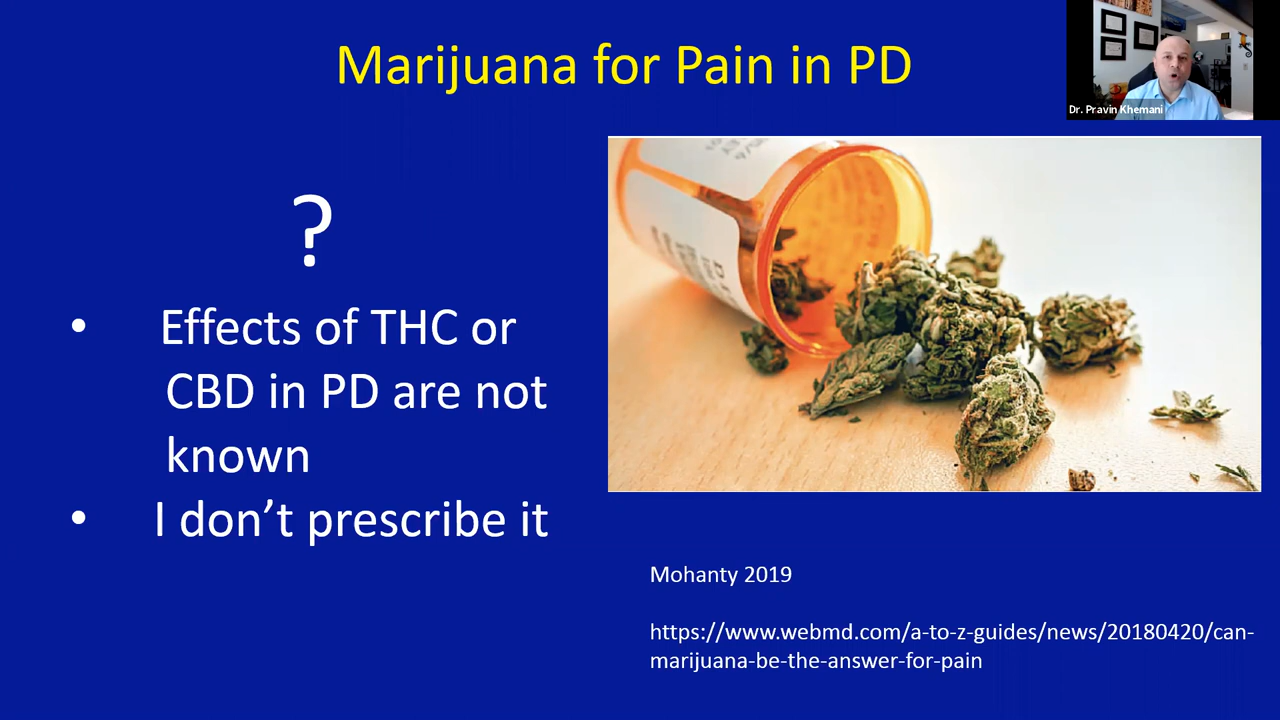 Marijuana for Pain in PD
Dr. Pravin Khemani
?
• Effects of THC or
CBD in PD are not
known
• I don’t prescribe it
Mohanty 2019
https://www.webmd.com/a-to-z-guides/news/20180420/can-
marijuana-be-the-answer-for-pain